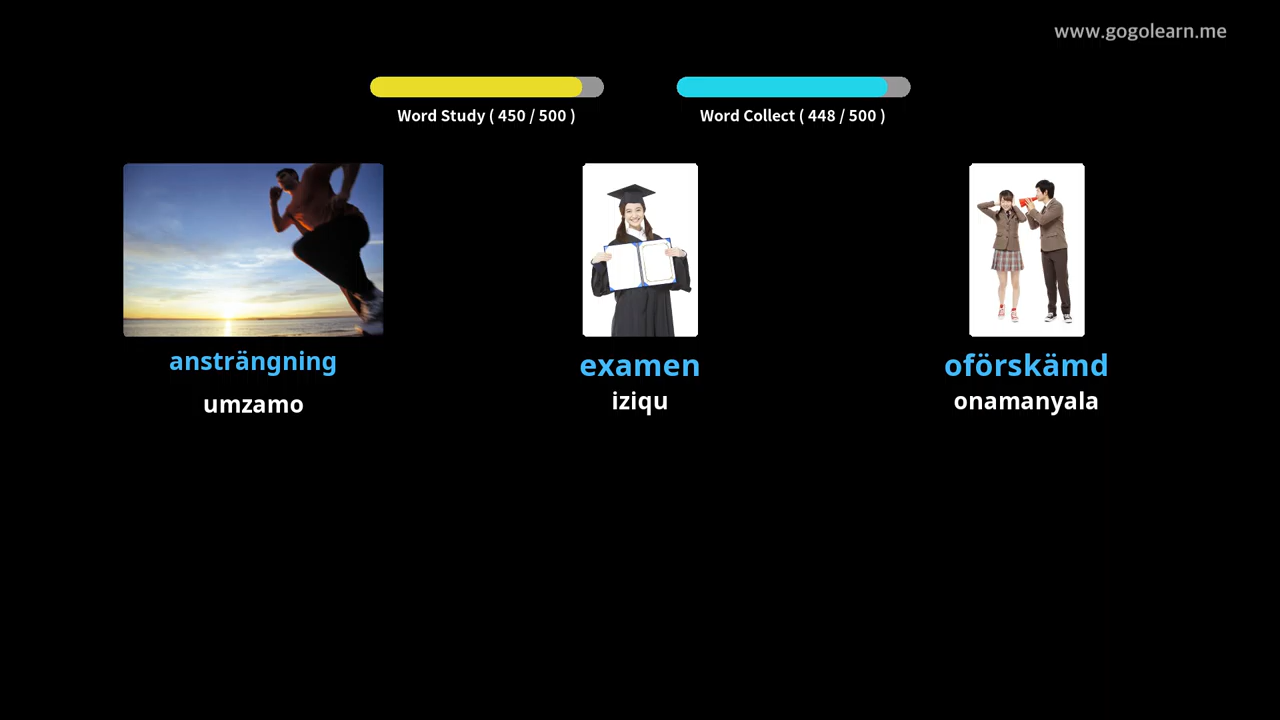 www.gogolearn.me
Word Study ( 450 / 500 )
Word Collect ( 448 / 500 )
ansträngning
umzamo
examen
iziqu
oförskämd
onamanyala